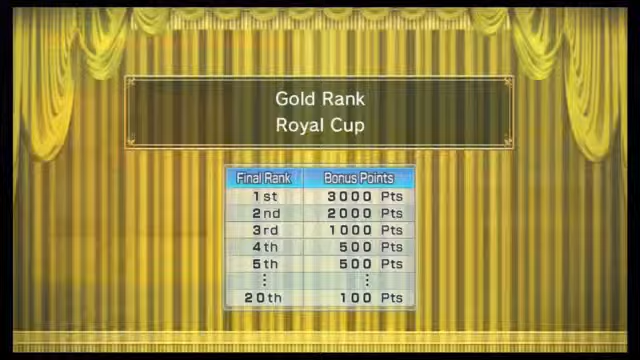 Gold Rank
Royal Cup
Final Rank Bonus Points
1st 3000 Pts
2nd 2000 Pts
3rd 1000 Pts
4th 500 Pts
5th 500 Pts
⋮ ⋮
20th 100 Pts